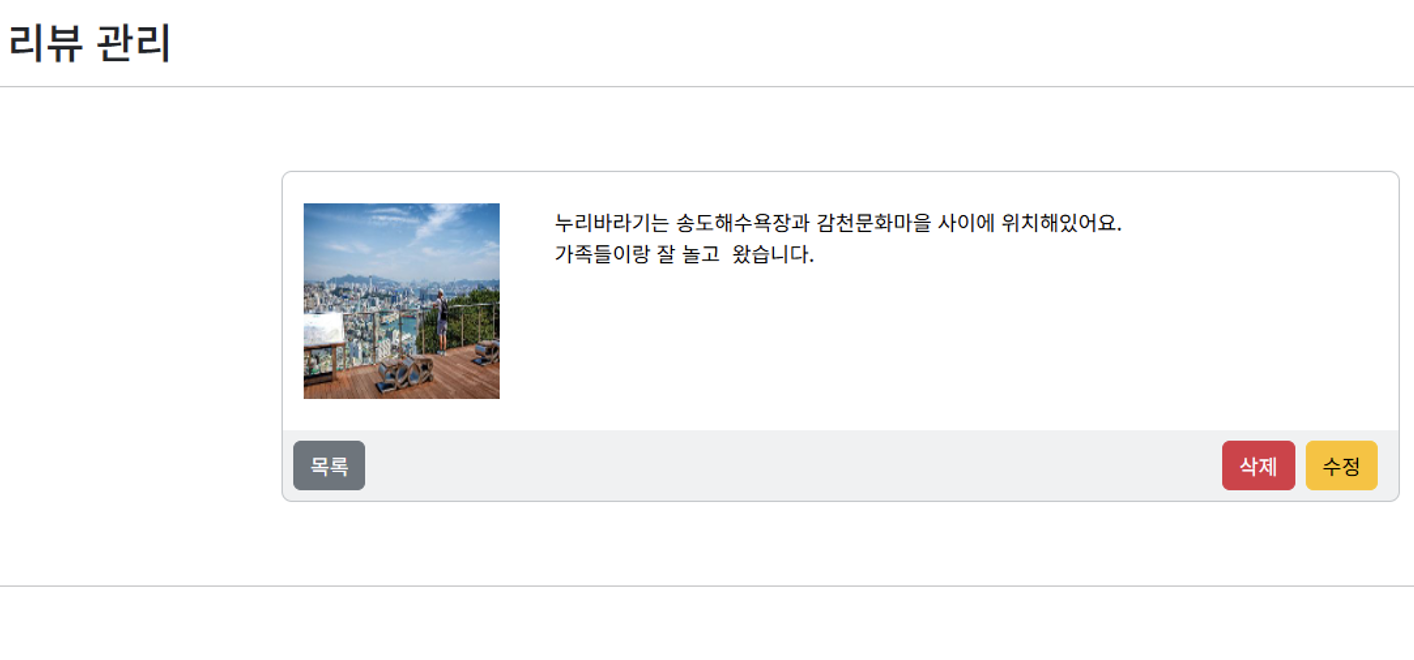 리뷰 관리
누리바라기는 송도해수욕장과 감천문화마을 사이에 위치해있어요.
가족들이랑 잘 놀고  왔습니다.
목록
삭제
수정